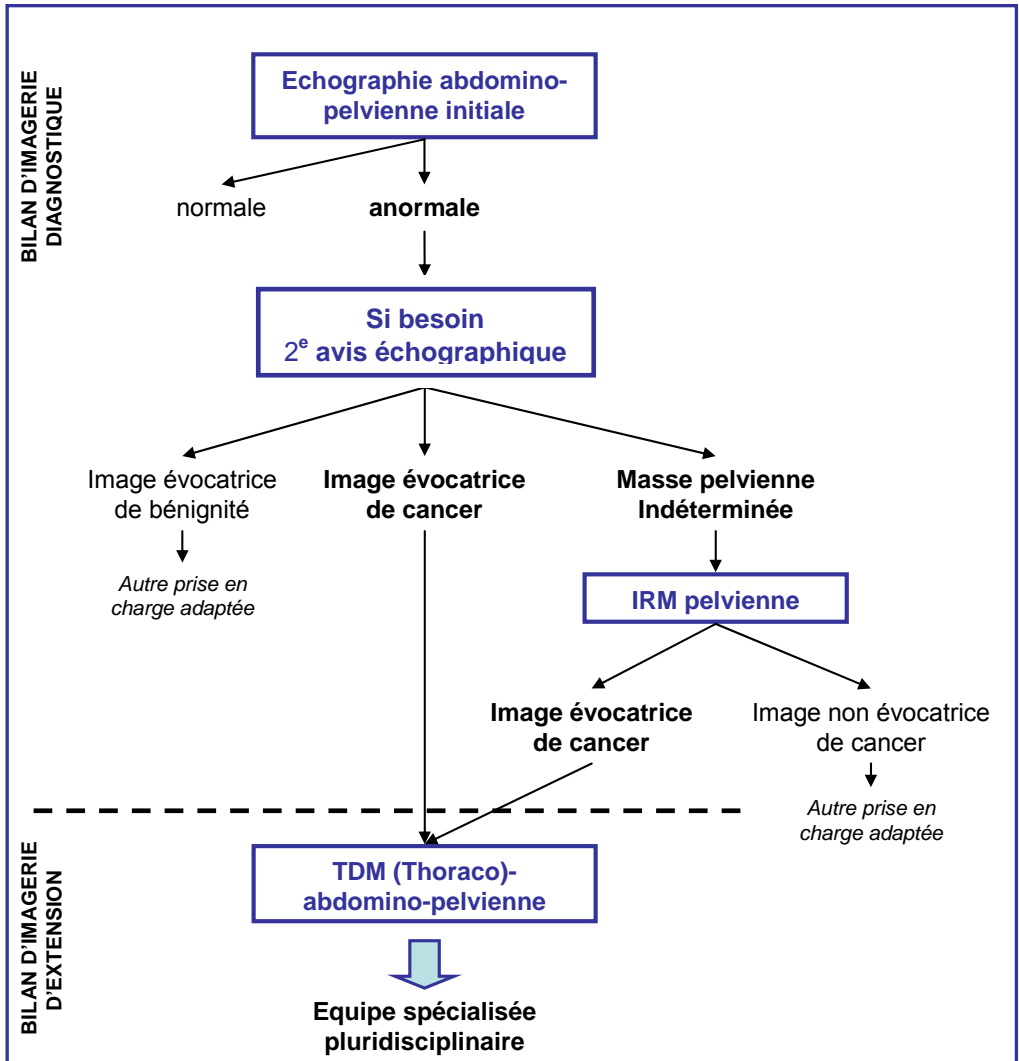 BILAN D'IMAGERIE
DIAGNOSTIQUE
Echographie abdomino-
pelvienne initiale
normale
anormale
Si besoin
2e avis échographique
Image évocatrice
de bénignité
Image évocatrice
de cancer
Masse pelvienne
Indéterminée
Autre prise en
charge adaptée
IRM pelvienne
Image évocatrice
de cancer
Image non évocatrice
de cancer
Autre prise en
charge adaptée
BILAN D'IMAGERIE
D'EXTENSION
TDM (Thoraco)-
abdomino-pelvienne
Equipe spécialisée
pluridisciplinaire